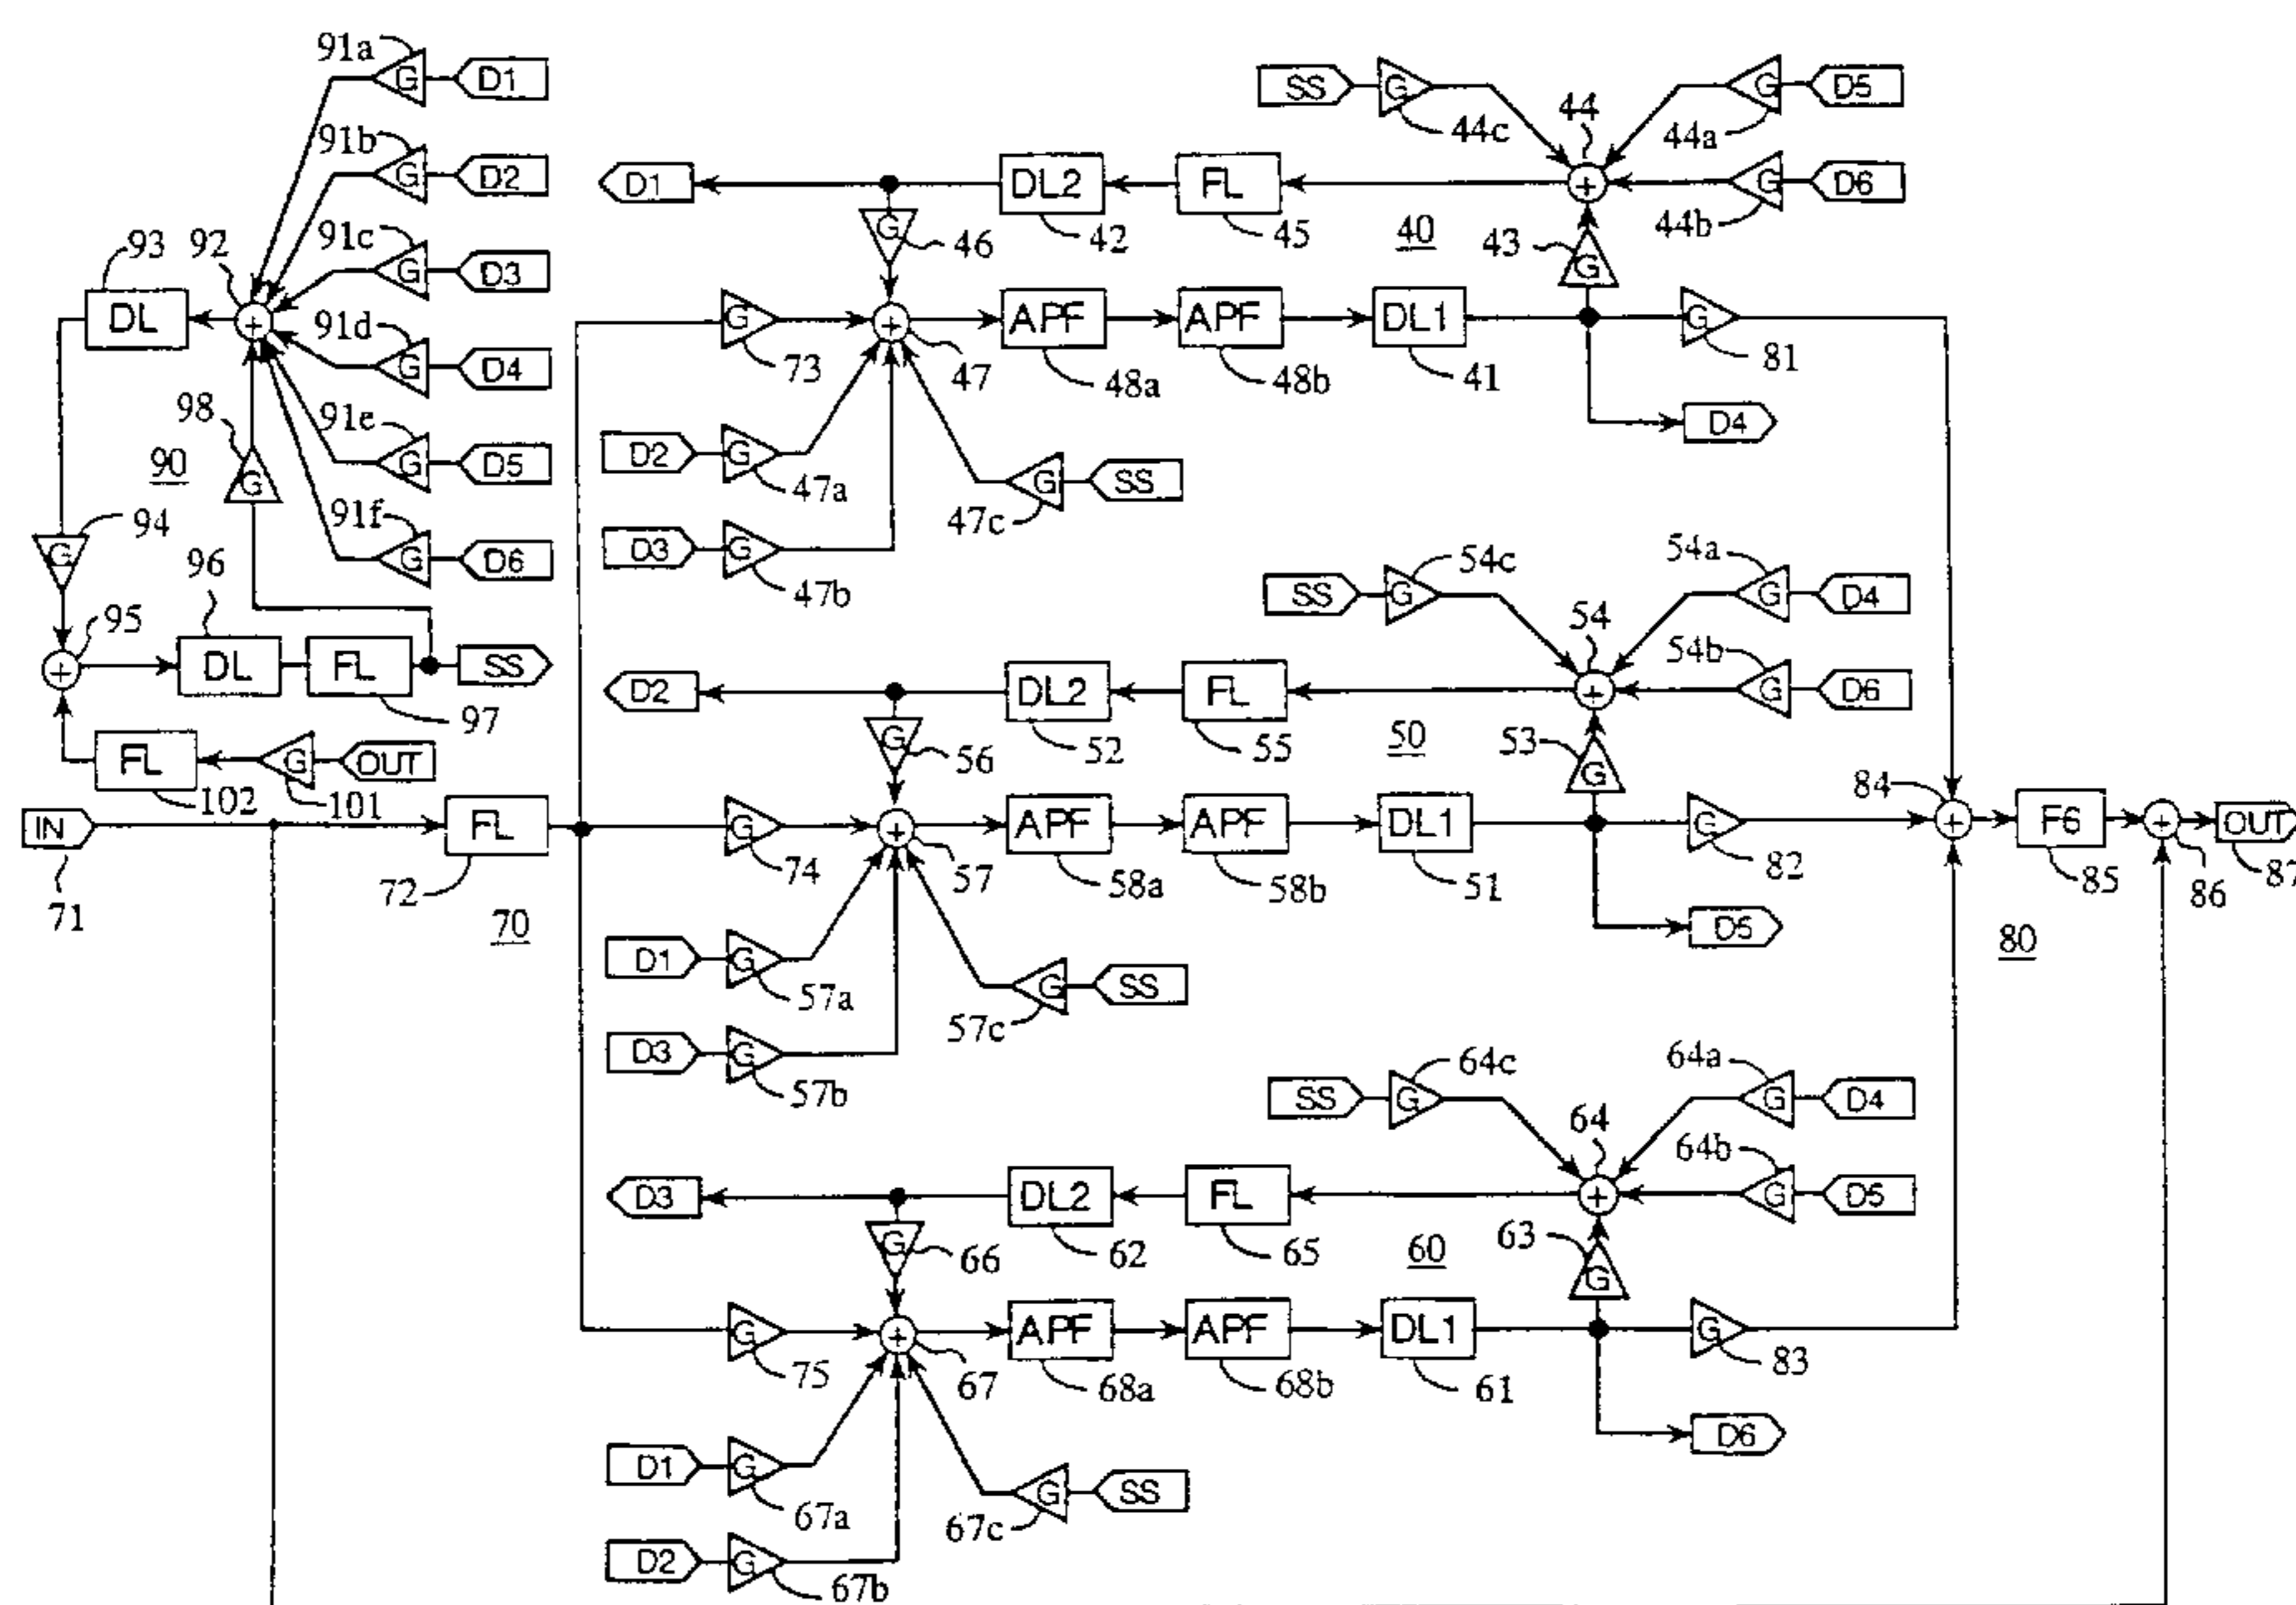 91a G D1
SS G 44c 44 44a G D5
91b G D2
D1 DL2 42 FL 45 40 43 G 44b G D6
93 92 91c G D3
G 46
DL + 91d G D4
G 73 + 47 APF 48a APF 48b DL1 41 G 81
98 G 90 91e G D5
D2 G 47a G SS 47c D4
94 G 91f G D6
D3 G 47b
SS G 54c 54 54a G D4
95 96
+ DL FL 97 SS
D2 DL2 52 FL 55 50 53 G + 54b G D6
FL 102 G 101 OUT
G 56
IN 71 FL 72 70
G 74 + 57 APF 58a APF 58b DL1 51 G 82 84 + F6 85 + 86 OUT 87
D1 G 57a G SS 57c D5 80
D3 G 57b
SS G 64c 64 64a G D4
D3 DL2 62 FL 65 60 63 G + 64b G D5
G 66
G 75 + 67 APF 68a APF 68b DL1 61 G 83
D1 G 67a G SS 67c D6
D2 G 67b